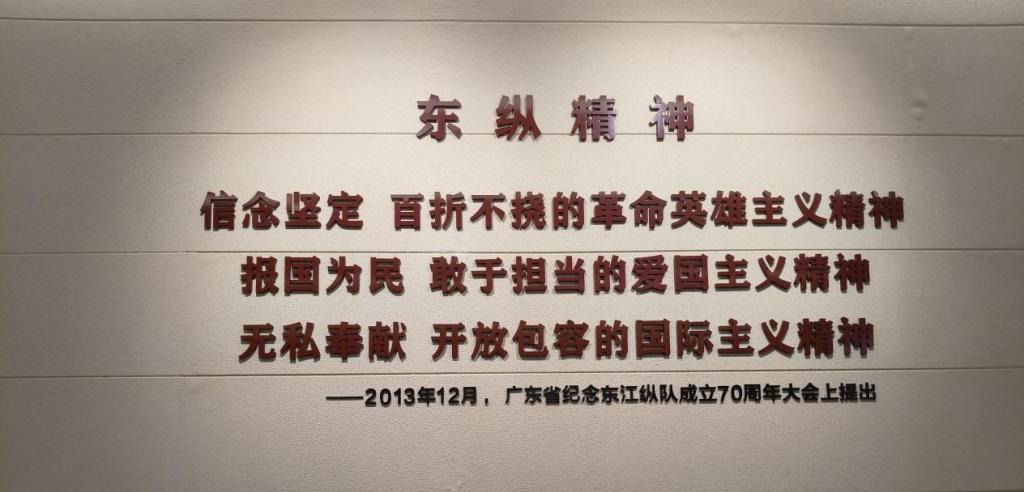 东纵精神
信念坚定 百折不挠的革命英雄主义精神
报国为民 敢于担当的爱国主义精神
无私奉献 开放包容的国际主义精神
——2013年12月，广东省纪念东江纵队成立70周年大会上提出